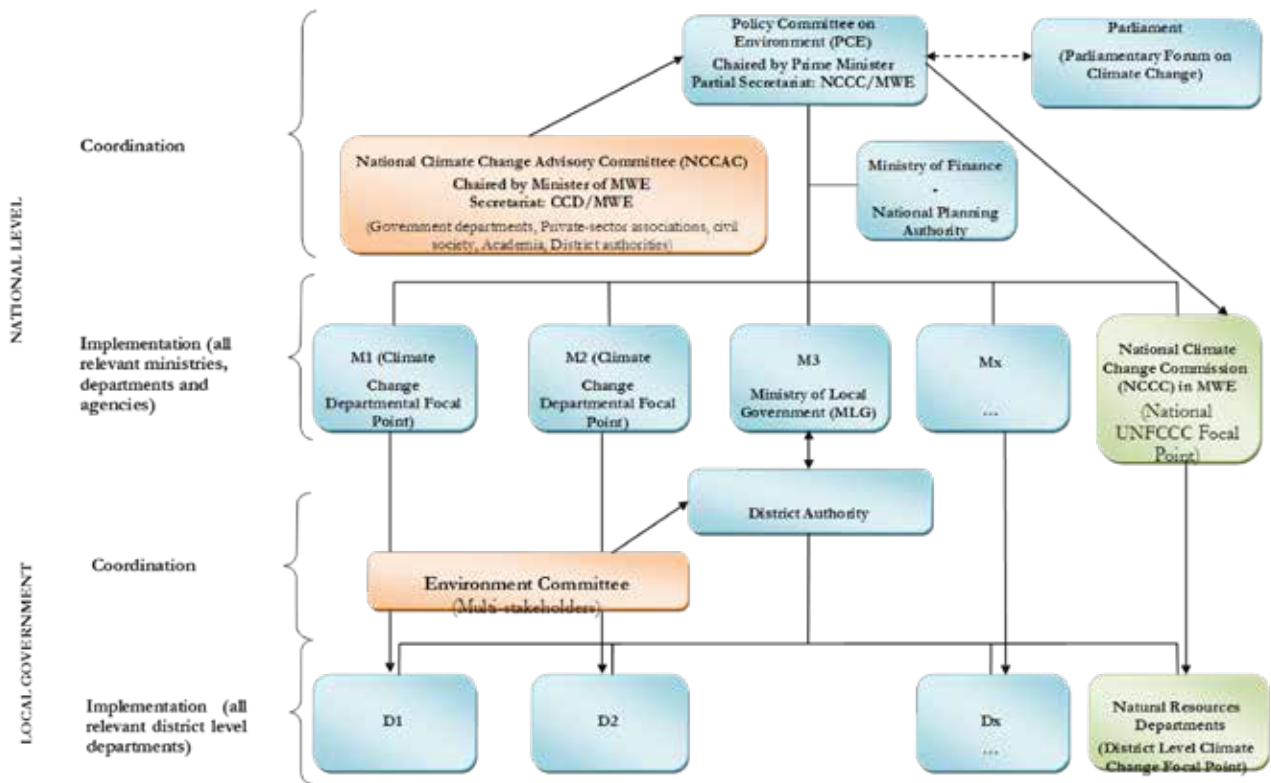 Policy Committee on
Environment (PCE)
Chaired by Prime Minister
Partial Secretariat: NCCC/MWE
Parliament
(Parliamentary Forum on
Climate Change)
NATIONAL LEVEL
Coordination
National Climate Change Advisory Committee (NCCAC)
Chaired by Minister of MWE
Secretariat: CCD/MWE
(Government departments, Private-sector associations, civil
society, Academia, District authorities)
Ministry of Finance
-
National Planning
Authority
Implementation (all
relevant ministries,
departments and
agencies)
M1 (Climate
Change
Departmental Focal
Point)
M2 (Climate
Change
Departmental Focal
Point)
M3
Ministry of Local
Government (MLG)
Mx
...
National Climate
Change Commission
(NCCC) in MWE
(National
UNFCCC Focal
Point)
LOCAL GOVERNMENT
Coordination
District Authority
Environment Committee
(Multi-stakeholders)
Implementation (all
relevant district level
departments)
D1
D2
Dx
...
Natural Resources
Departments
(District Level Climate
Change Focal Point)